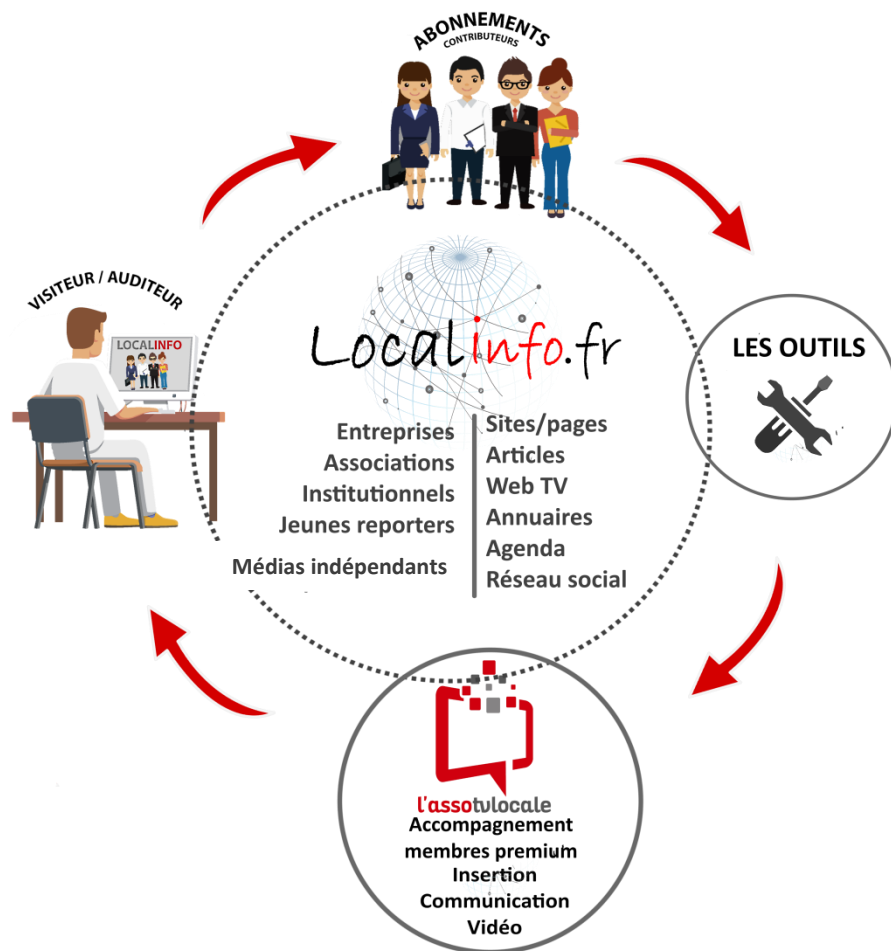 ABONNEMENTS
CONTRIBUTEURS
VISITEUR / AUDITEUR
LOCALINFO
Localinfo.fr
LES OUTILS
Entreprises
Associations
Institutionnels
Jeunes reporters
Médias indépendants
Sites/pages
Articles
Web TV
Annuaires
Agenda
Réseau social
l'assotvlocale
Accompagnement
membres premium
Insertion
Communication
Vidéo